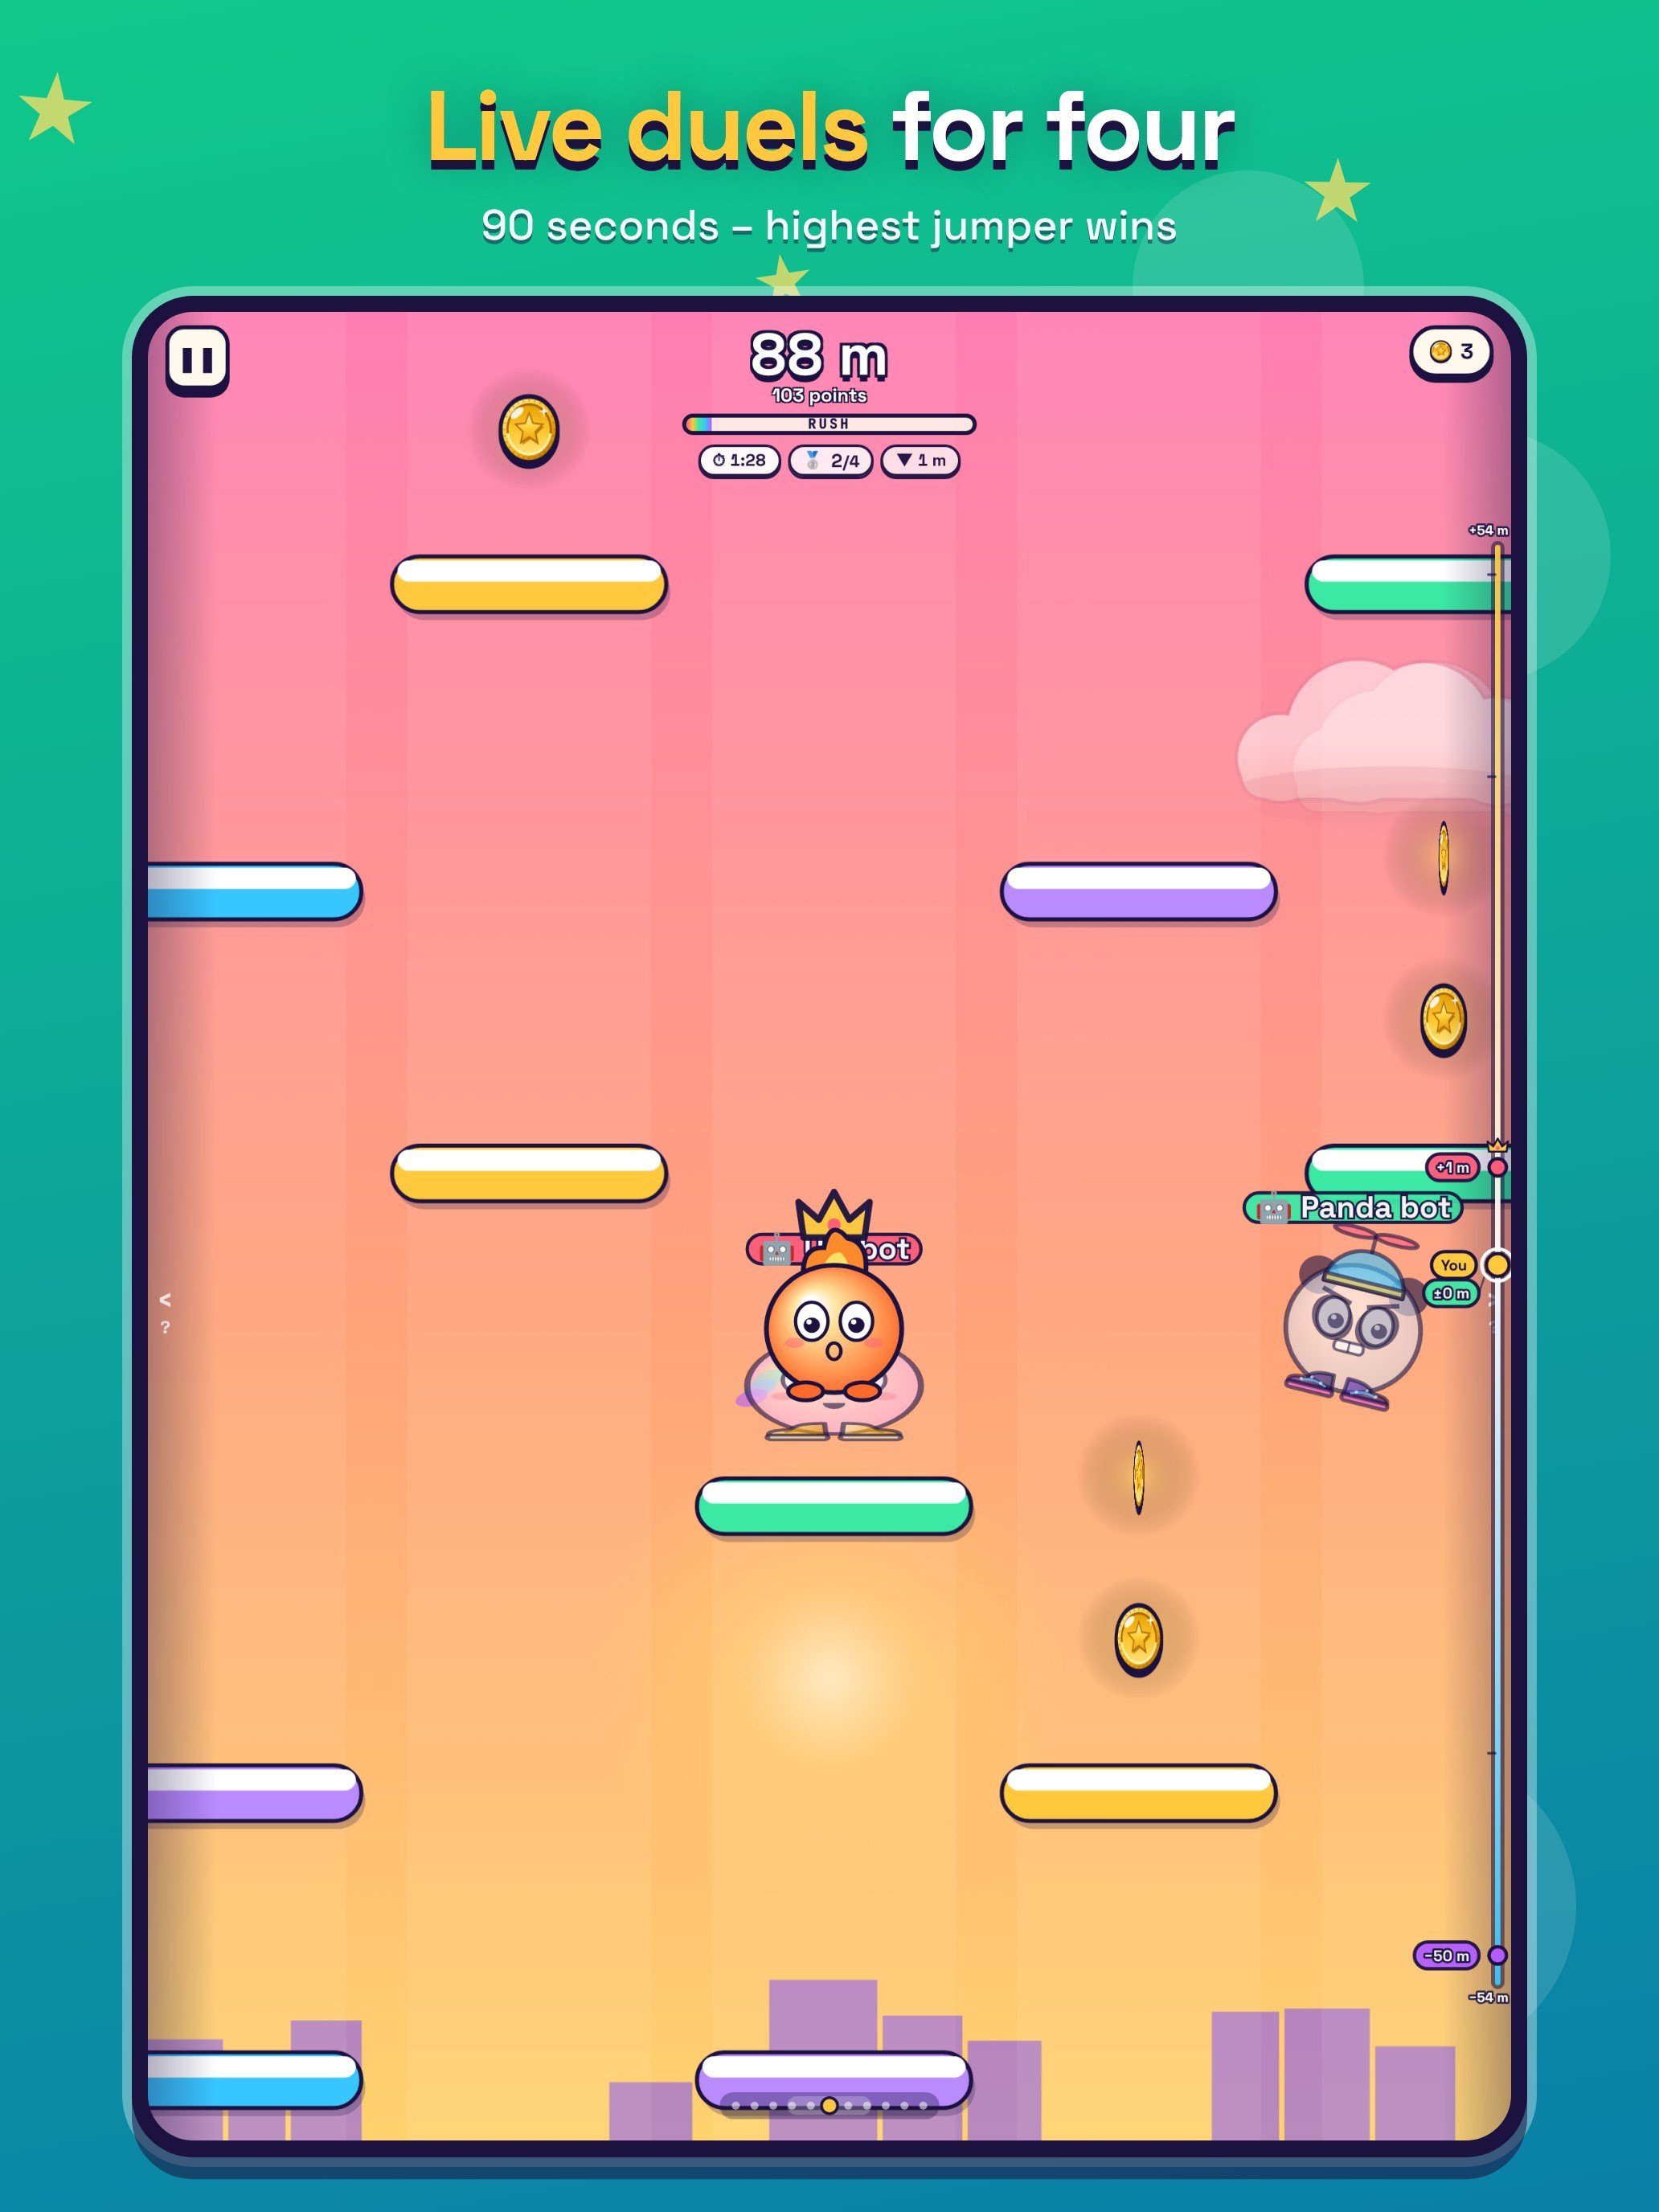 Live duels for four
90 seconds – highest jumper wins
88 m
3
103 points
RUSH
1:28
2/4
▼ 1 m
+54 m
+1 m
Panda bot
bot
You
±0 m
<
?
−50 m
−54 m